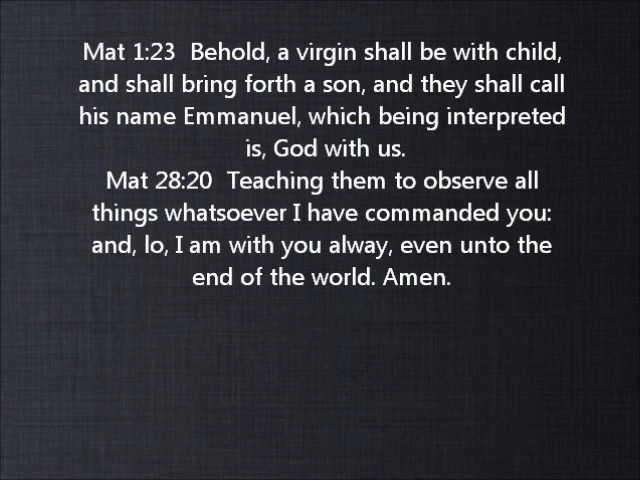 Mat 1:23  Behold, a virgin shall be with child,
and shall bring forth a son, and they shall call
his name Emmanuel, which being interpreted
is, God with us.
Mat 28:20  Teaching them to observe all
things whatsoever I have commanded you:
and, lo, I am with you alway, even unto the
end of the world. Amen.